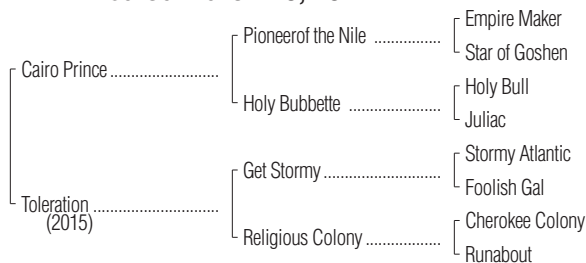 Empire Maker
Pioneerof the Nile ..................
Star of Goshen
Cairo Prince ............................
Holy Bull
Holy Bubbette .......................
Juliac
Stormy Atlantic
Get Stormy ...........................
Foolish Gal
Toleration ................................
(2015)
Cherokee Colony
Religious Colony ...................
Runabout